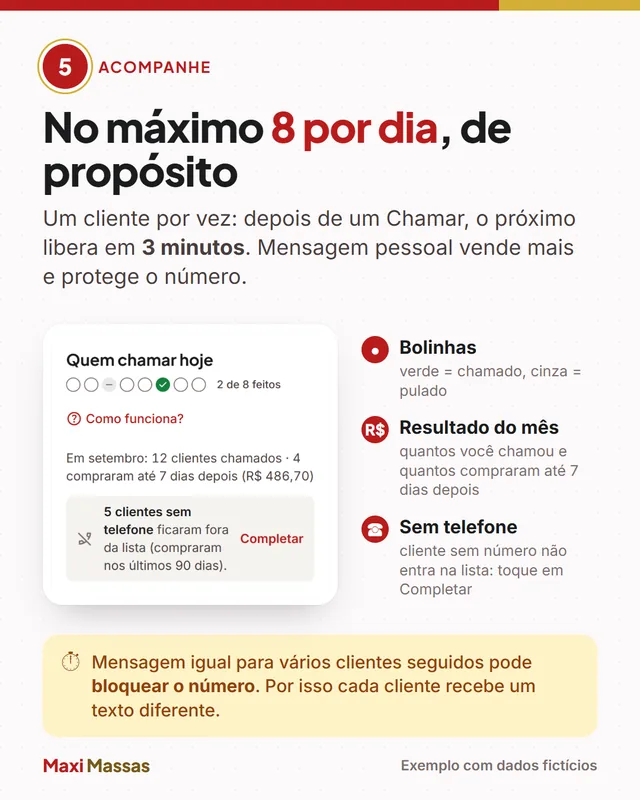 5 ACOMPANHE
No máximo 8 por dia, de
propósito
Um cliente por vez: depois de um Chamar, o próximo
libera em 3 minutos. Mensagem pessoal vende mais
e protege o número.
Quem chamar hoje
2 de 8 feitos
? Como funciona?
Em setembro: 12 clientes chamados · 4
compraram até 7 dias depois (R$ 486,70)
5 clientes sem
telefone ficaram fora
da lista (compraram
nos últimos 90 dias).
Completar
Bolinhas
verde = chamado, cinza =
pulado
R$ Resultado do mês
quantos você chamou e
quantos compraram até 7
dias depois
Sem telefone
cliente sem número não
entra na lista: toque em
Completar
Mensagem igual para vários clientes seguidos pode
bloquear o número. Por isso cada cliente recebe um
texto diferente.
Maxi Massas
Exemplo com dados fictícios